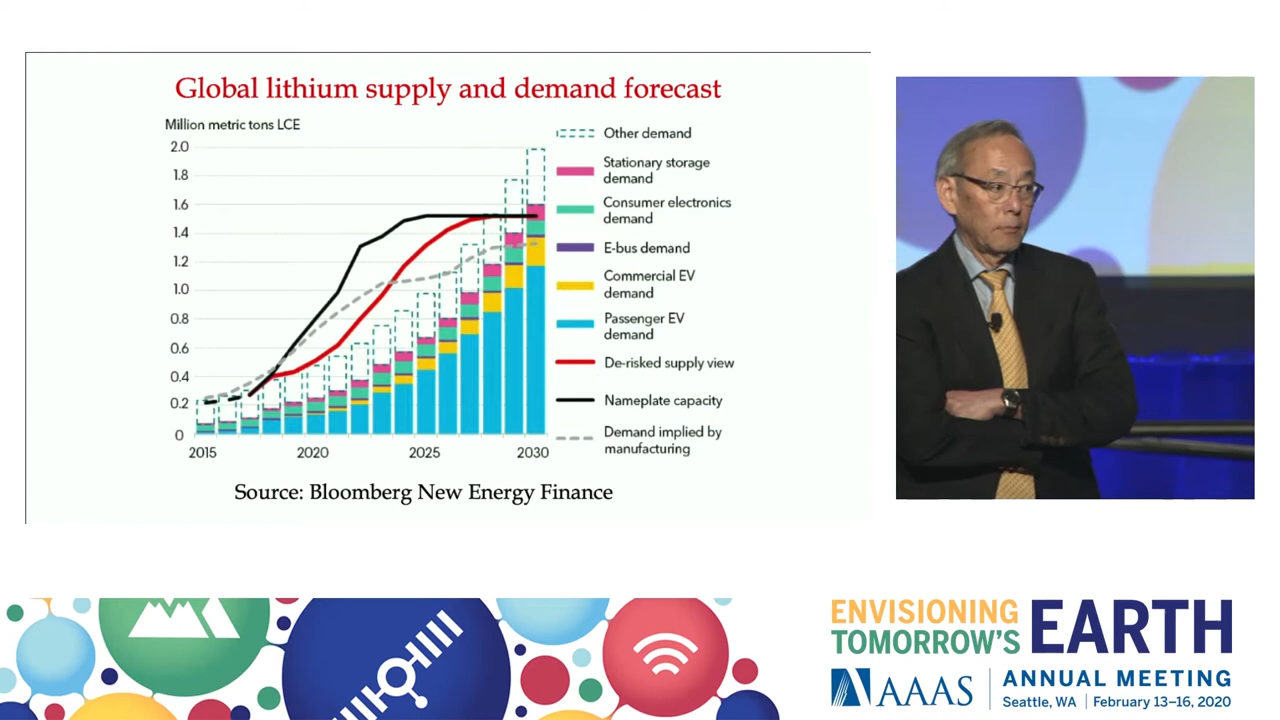 Global lithium supply and demand forecast
Million metric tons LCE
2.0
1.8
1.6
1.4
1.2
1.0
0.8
0.6
0.4
0.2
0
2015
2020
2025
2030
Other demand
Stationary storage
demand
Consumer electronics
demand
E-bus demand
Commercial EV
demand
Passenger EV
demand
De-risked supply view
Nameplate capacity
Demand implied by
manufacturing
Source: Bloomberg New Energy Finance
ENVISIONING
TOMORROW'S
EARTH
AAAS
ANNUAL MEETING
Seattle, WA | February 13–16, 2020